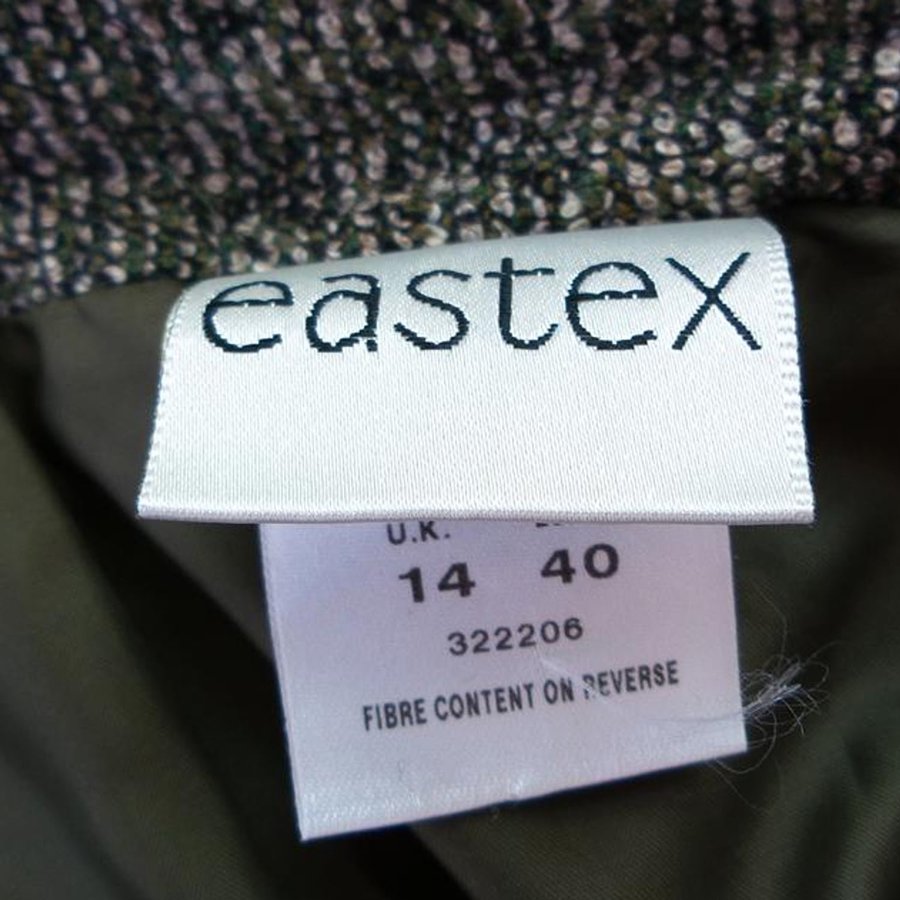 eastex
U.K.
14 40
322206
FIBRE CONTENT ON REVERSE